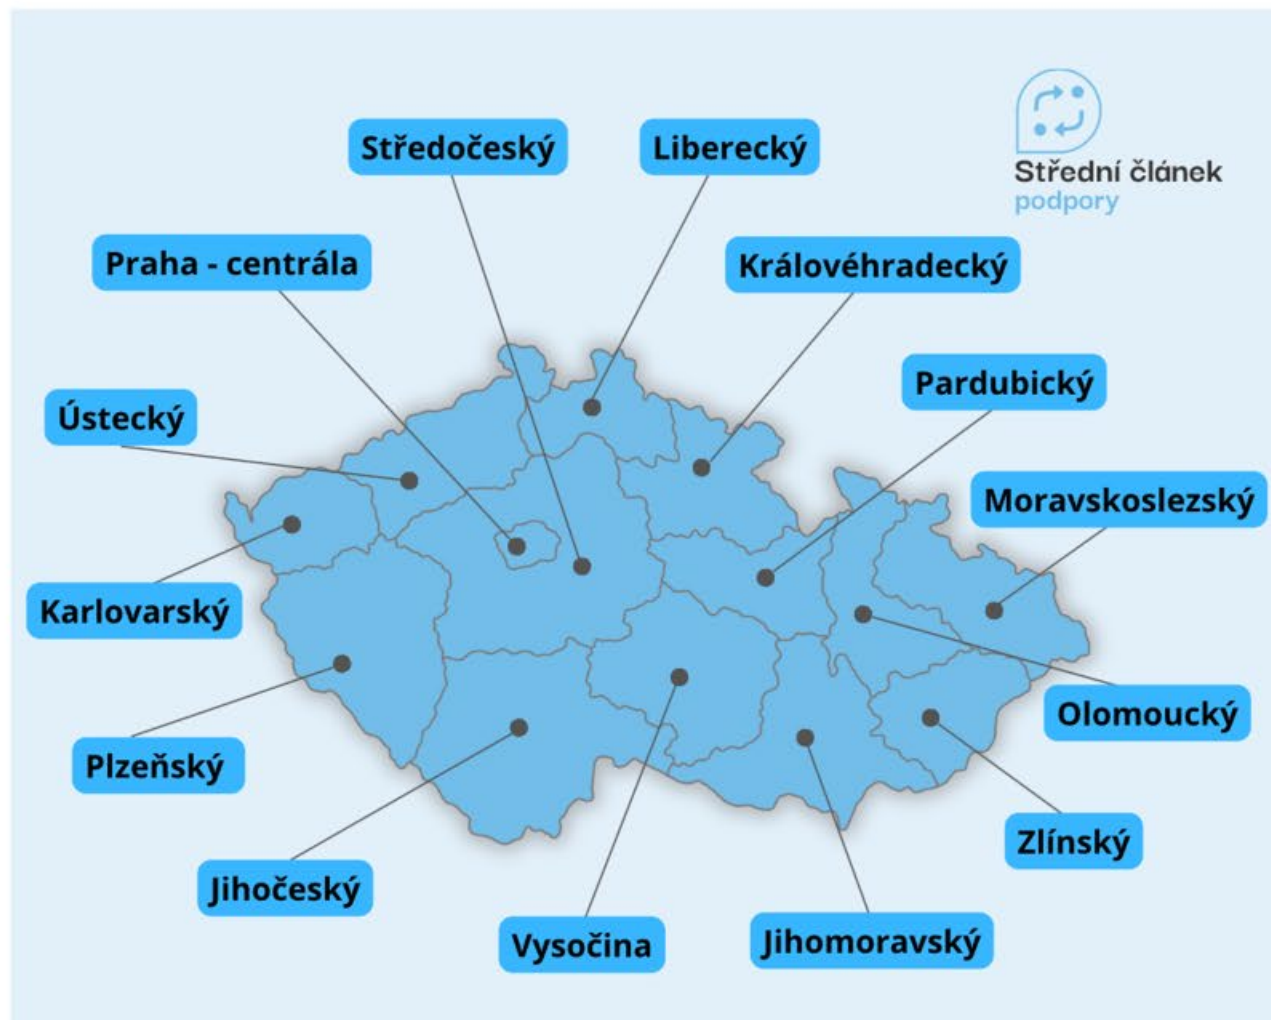 Středočeský
Liberecký
Střední článek
podpory
Praha - centrála
Královéhradecký
Pardubický
Ústecký
Moravskoslezský
Karlovarský
Olomoucký
Plzeňský
Zlínský
Jihočeský
Vysočina
Jihomoravský